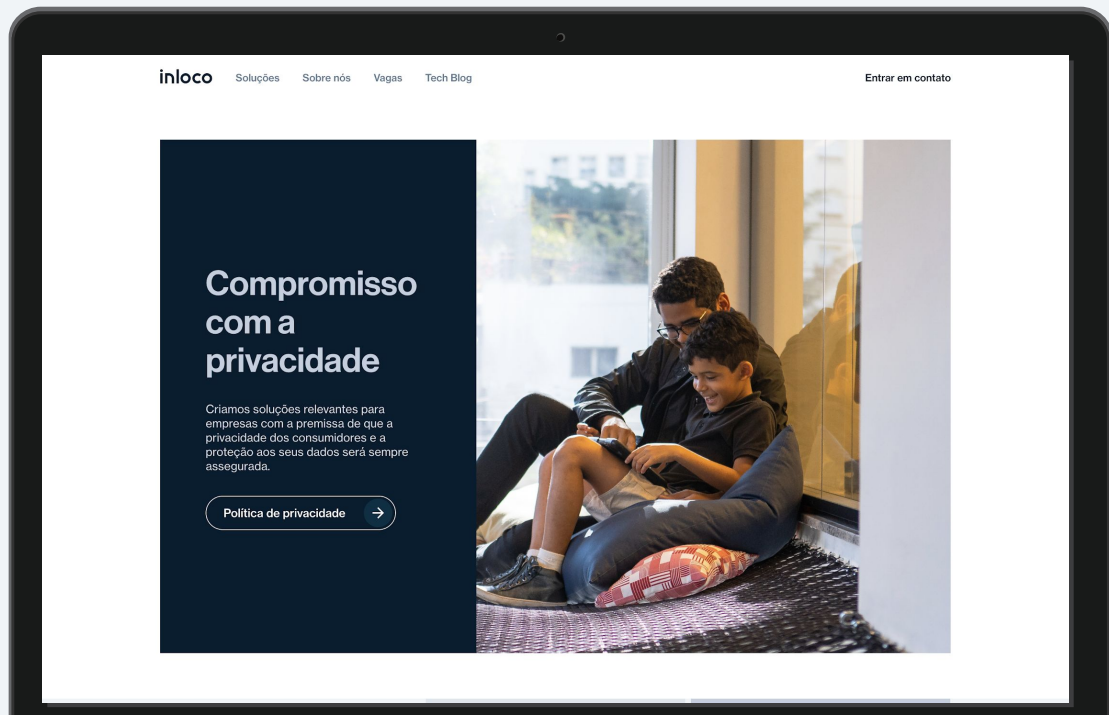 inloco
Soluções
Sobre nós
Vagas
Tech Blog
Entrar em contato
Compromisso
com a
privacidade
Criamos soluções relevantes para
empresas com a premissa de que a
privacidade dos consumidores e a
proteção aos seus dados será sempre
assegurada.
Política de privacidade